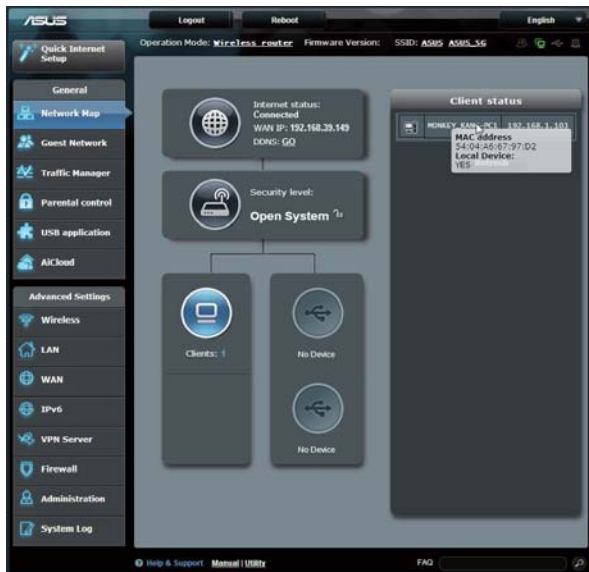 ASUS
Logout
Reboot
English
Quick Internet Setup
Operation Mode: Wireless router Firmware Version: SSID: ASUS ASUS_5G
General
Network Map
Guest Network
Traffic Manager
Parental control
USB application
AiCloud
Advanced Settings
Wireless
LAN
WAN
IPv6
VPN Server
Firewall
Administration
System Log
Internet status:
Connected
WAN IP: 192.168.39.149
DDNS: GO
Security level:
Open System
Clients: 1
No Device
No Device
Client status
192.168.1.103
MAC address
54:04:A6:67:97:D2
Local Device:
YES
Help & Support Manual | Utility
FAQ